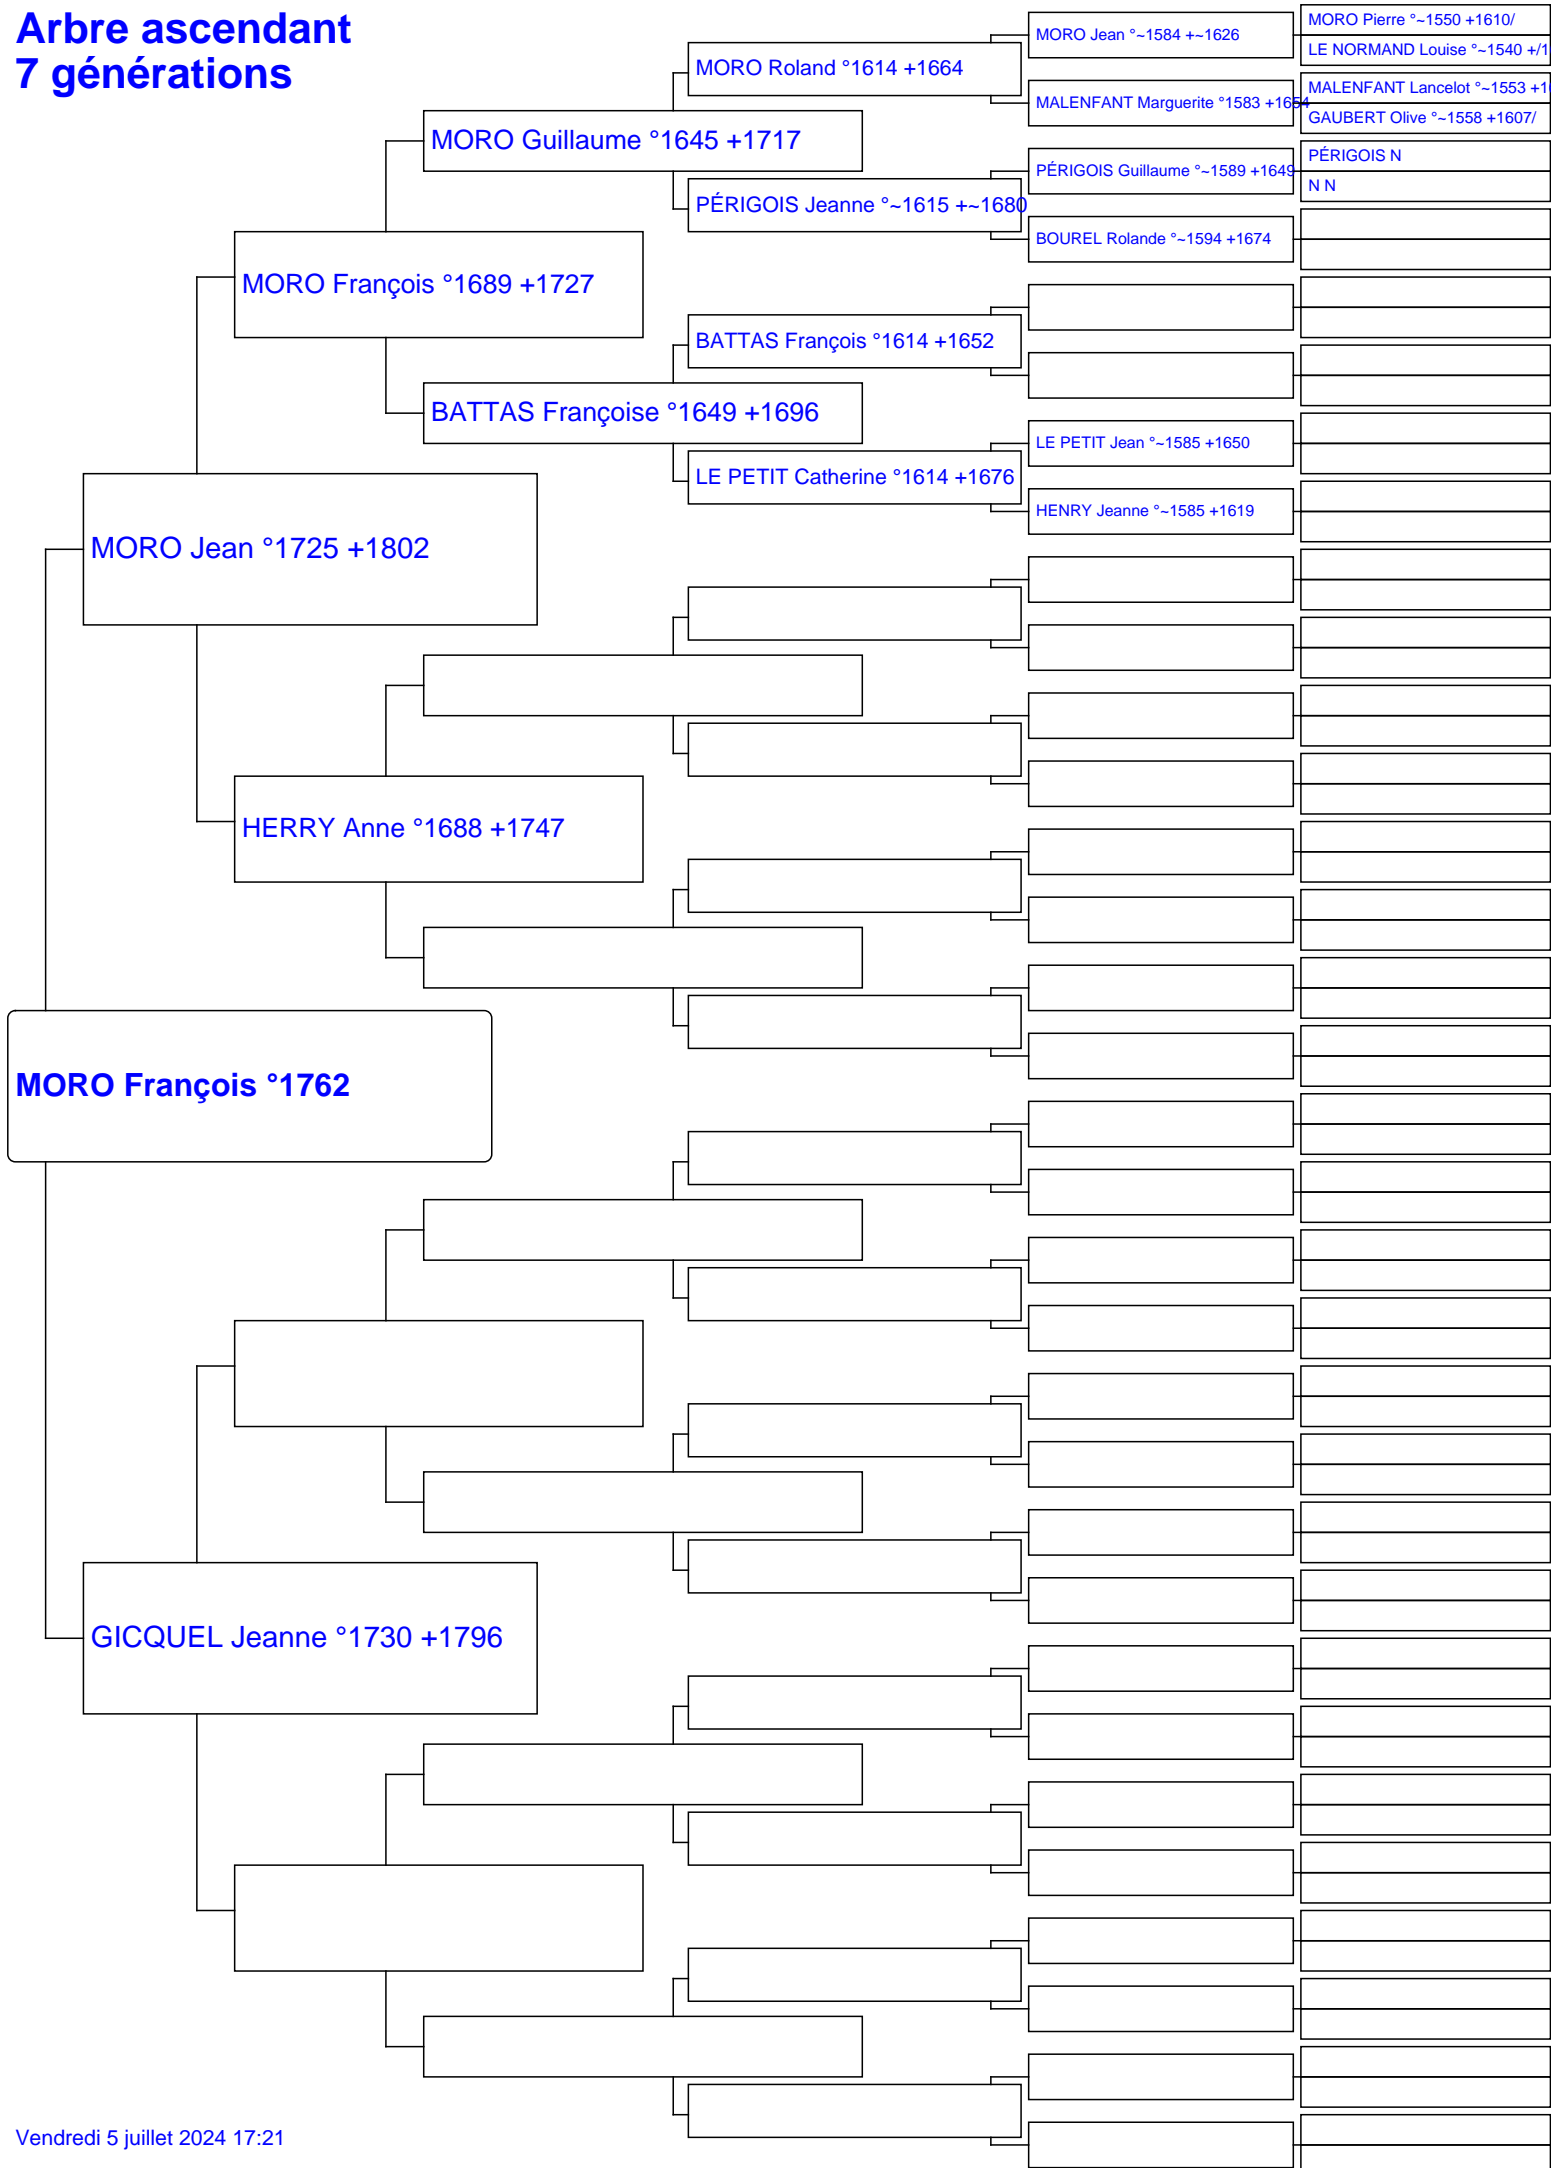 Arbre ascendant
7 générations
MORO Pierre °~1550 +1610/
MORO Jean °~1584 +~1626
LE NORMAND Louise °~1540 +/1
MORO Roland °1614 +1664
MALENFANT Lancelot °~1553 +1
MALENFANT Marguerite °1583 +1654
GAUBERT Olive °~1558 +1607/
MORO Guillaume °1645 +1717
PÉRIGOIS N
PÉRIGOIS Guillaume °~1589 +1649
N N
PÉRIGOIS Jeanne °~1615 +~1680
BOUREL Rolande °~1594 +1674
MORO François °1689 +1727
BATTAS François °1614 +1652
BATTAS Françoise °1649 +1696
LE PETIT Jean °~1585 +1650
LE PETIT Catherine °1614 +1676
HENRY Jeanne °~1585 +1619
MORO Jean °1725 +1802
HERRY Anne °1688 +1747
MORO François °1762
GICQUEL Jeanne °1730 +1796
Vendredi 5 juillet 2024 17:21